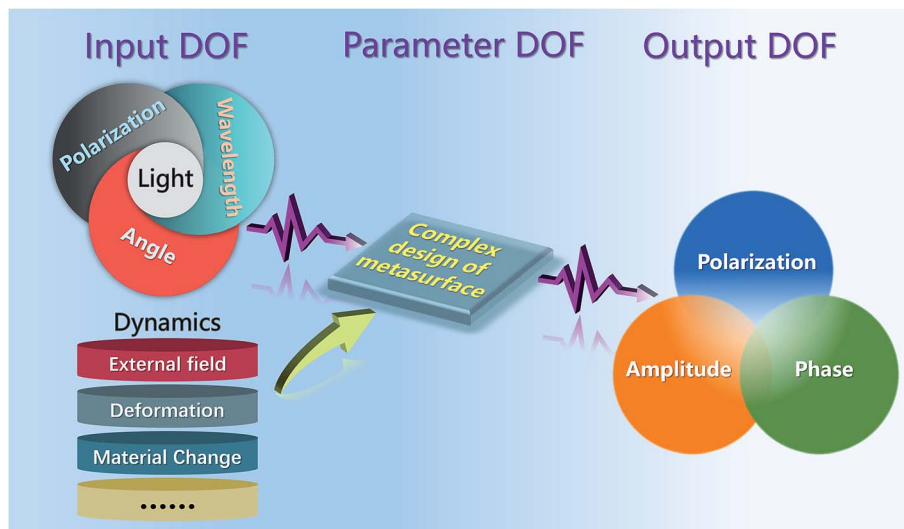 Input DOF
Parameter DOF
Output DOF
Polarization
Wavelength
Light
Angle
Complex
design of
metasurface
Dynamics
External field
Deformation
Material Change
......
Polarization
Amplitude
Phase